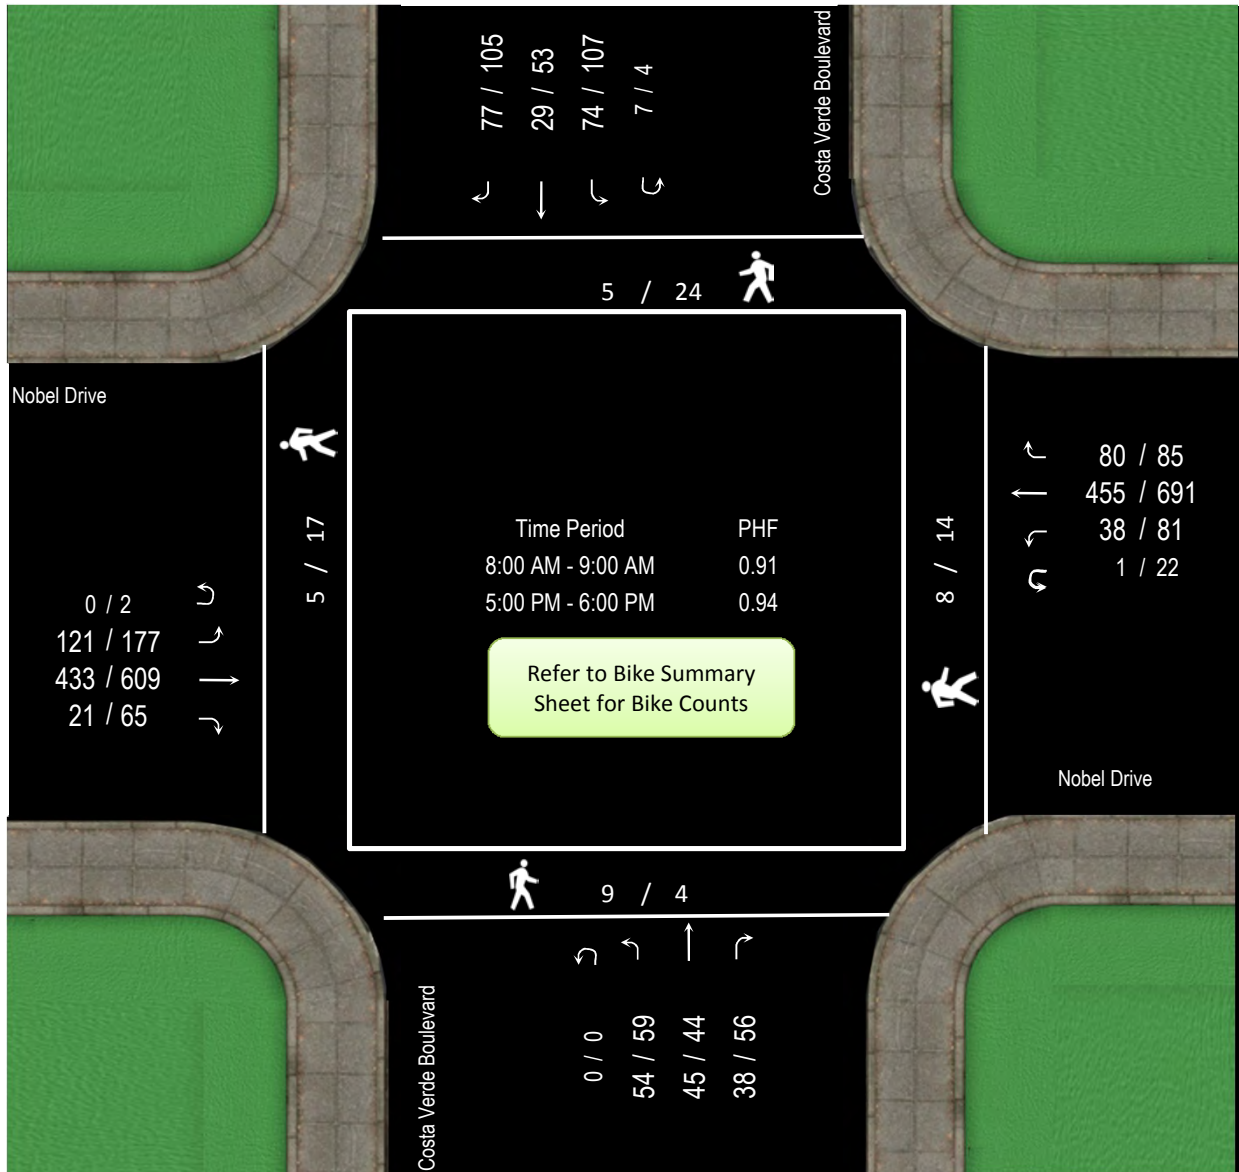 77 / 105
29 / 53
74 / 107
7 / 4
Costa Verde Boulevard
5 / 24
Nobel Drive
5 / 17
0 / 2
121 / 177
433 / 609
21 / 65
Time Period PHF
8:00 AM - 9:00 AM 0.91
5:00 PM - 6:00 PM 0.94
Refer to Bike Summary
Sheet for Bike Counts
8 / 14
80 / 85
455 / 691
38 / 81
1 / 22
Nobel Drive
9 / 4
Costa Verde Boulevard
0 / 0
54 / 59
45 / 44
38 / 56